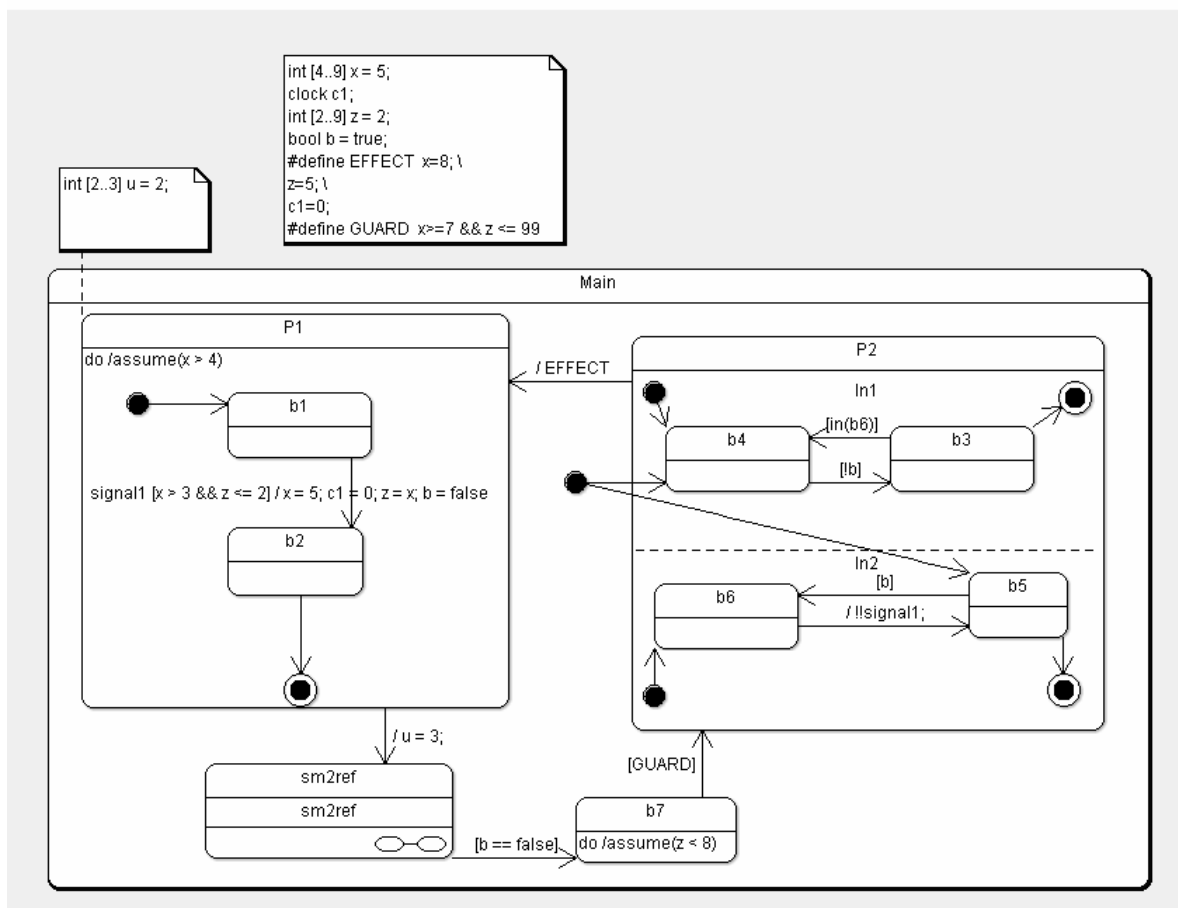 int [4..9] x = 5;
clock c1;
int [2..9] z = 2;
bool b = true;
#define EFFECT  x=8; \
z=5; \
c1=0;
#define GUARD  x>=7 && z <= 99
int [2..3] u = 2;
Main
P1
do /assume(x > 4)
b1
signal1 [x > 3 && z <= 2] / x = 5; c1 = 0; z = x; b = false
b2
/ EFFECT
P2
In1
b4
[in(b6)]
b3
[!b]
In2
b6
[b]
b5
/ !!signal1;
/ u = 3;
sm2ref
sm2ref
[b == false]
[GUARD]
b7
do /assume(z < 8)